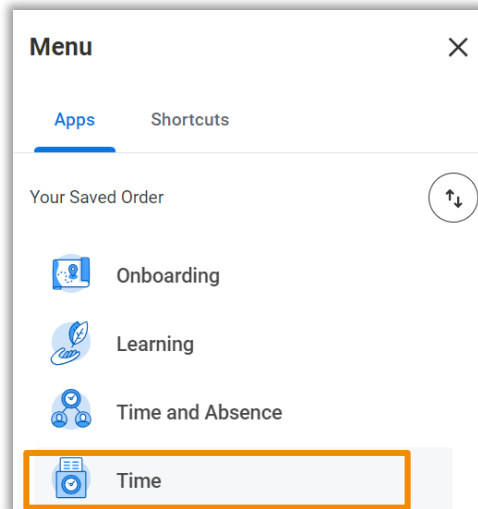 Menu
Apps Shortcuts
Your Saved Order
Onboarding
Learning
Time and Absence
Time